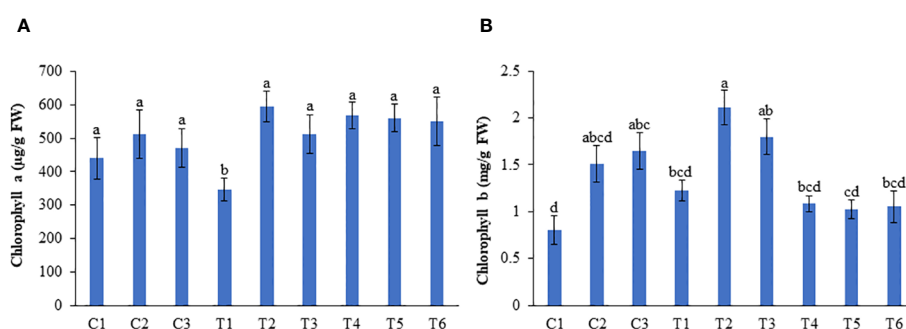 A
Chlorophyll a (µg/g FW)
700
600
500
400
300
200
100
0
a
a
a
b
a
a
a
a
a
C1 C2 C3 T1 T2 T3 T4 T5 T6
B
Chlorophyll b (mg/g FW)
2.5
2
1.5
1
0.5
0
d
abcd
abc
bcd
a
ab
bcd
cd
bcd
C1 C2 C3 T1 T2 T3 T4 T5 T6